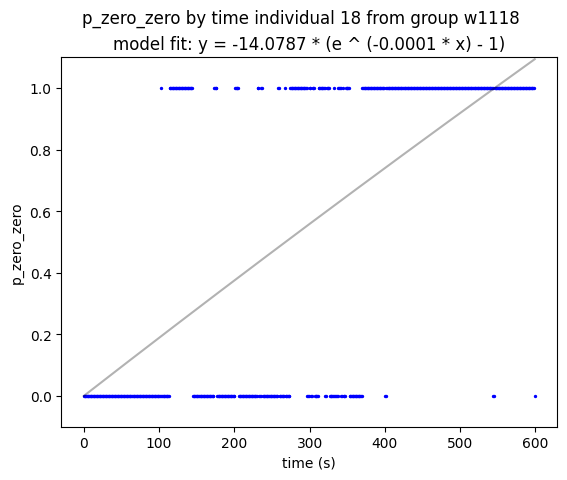 p_zero_zero by time individual 18 from group w1118
model fit: y = -14.0787 * (e ^ (-0.0001 * x) - 1)
1.0
0.8
0.6
0.4
0.2
0.0
p_zero_zero
0 100 200 300 400 500 600
time (s)